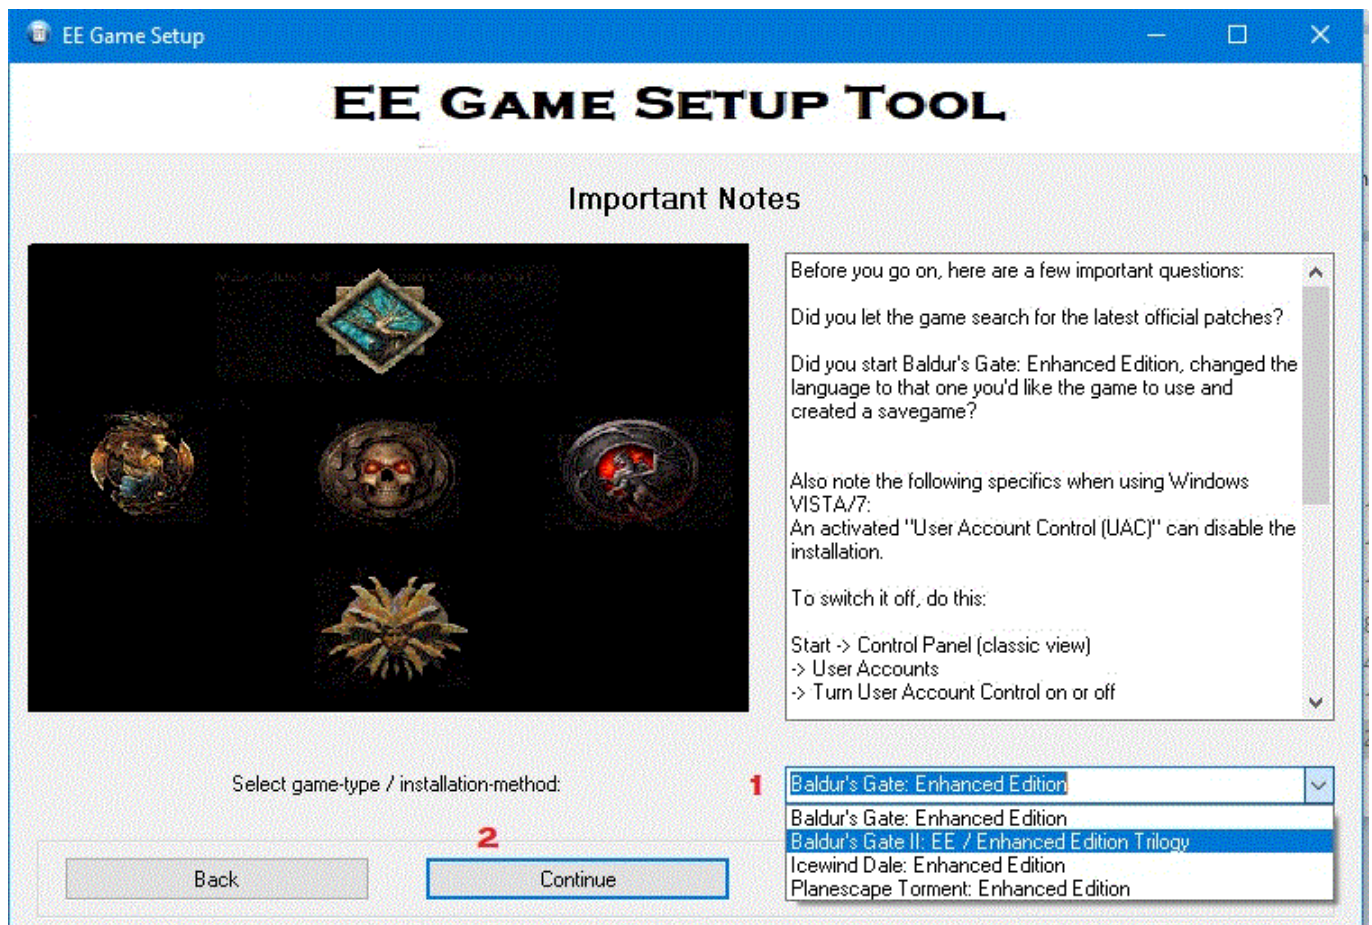 EE Game Setup
EE GAME SETUP TOOL
Important Notes
Before you go on, here are a few important questions:
Did you let the game search for the latest official patches?
Did you start Baldur's Gate: Enhanced Edition, changed the
language to that one you'd like the game to use and
created a savegame?
Also note the following specifics when using Windows
VISTA/7:
An activated "User Account Control (UAC)" can disable the
installation.
To switch it off, do this:
Start -> Control Panel (classic view)
-> User Accounts
-> Turn User Account Control on or off
Select game-type / installation-method:
1
Baldur's Gate: Enhanced Edition
Baldur's Gate: Enhanced Edition
Baldur's Gate II: EE / Enhanced Edition Trilogy
Icewind Dale: Enhanced Edition
Planescape Torment: Enhanced Edition
2
Back
Continue